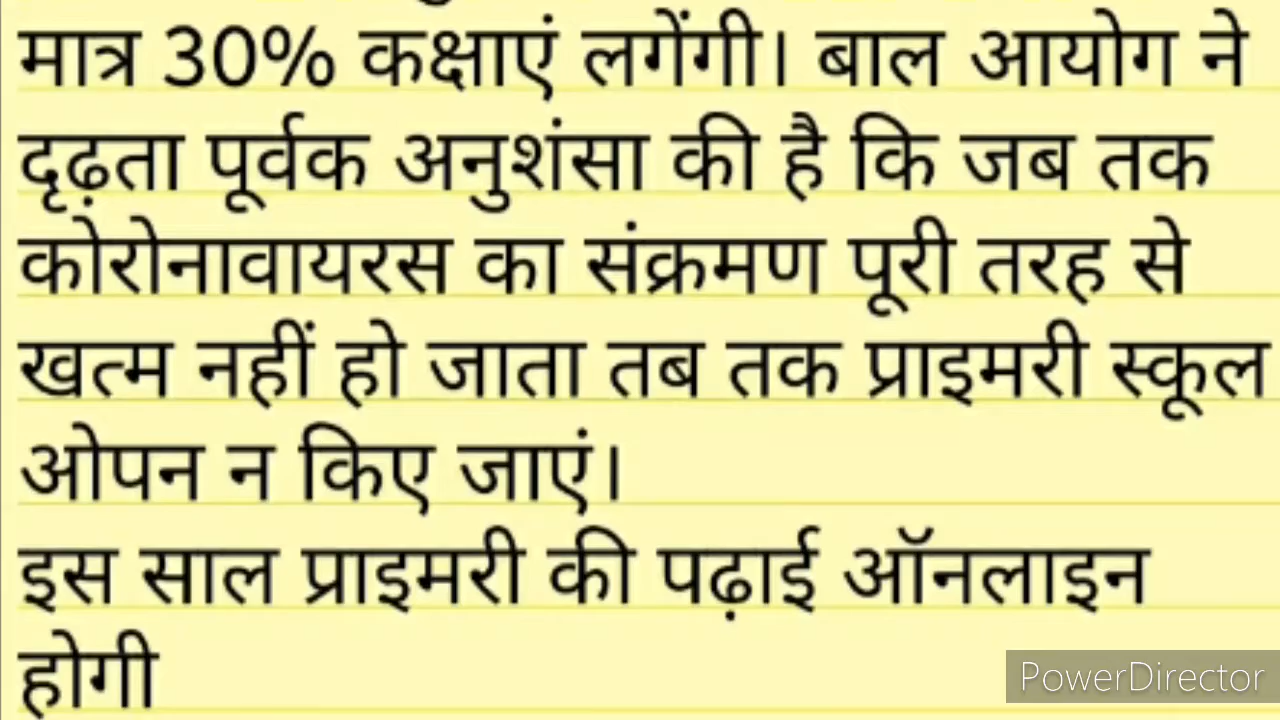 मात्र 30% कक्षाएं लगेंगी। बाल आयोग ने
दृढ़ता पूर्वक अनुशंसा की है कि जब तक
कोरोनावायरस का संक्रमण पूरी तरह से
खत्म नहीं हो जाता तब तक प्राइमरी स्कूल
ओपन न किए जाएं।
इस साल प्राइमरी की पढ़ाई ऑनलाइन
होगी
PowerDirector